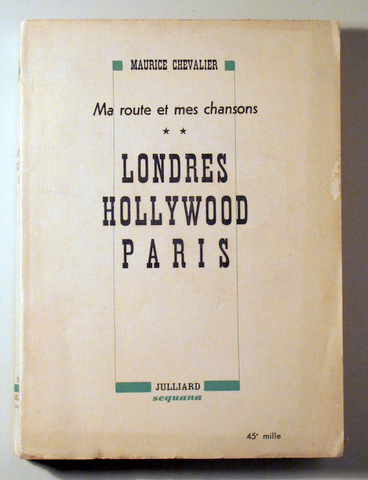 MAURICE CHEVALIER
Ma route et mes chansons
★ ★
LONDRES
HOLLYWOOD
PARIS
JULLIARD
sequana
45e mille